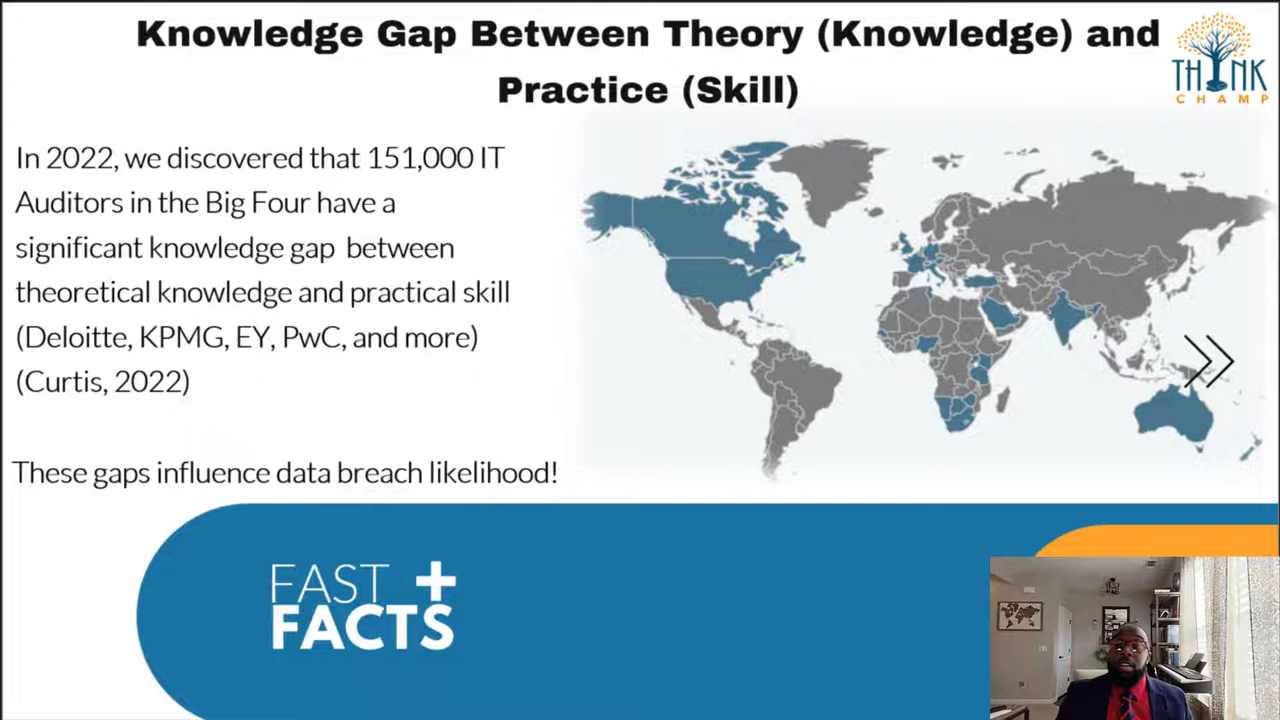 Knowledge Gap Between Theory (Knowledge) and
Practice (Skill)
TH NK
CHAMP
In 2022, we discovered that 151,000 IT
Auditors in the Big Four have a
significant knowledge gap between
theoretical knowledge and practical skill
(Deloitte, KPMG, EY, PwC, and more)
(Curtis, 2022)
These gaps influence data breach likelihood!
FAST +
FACTS